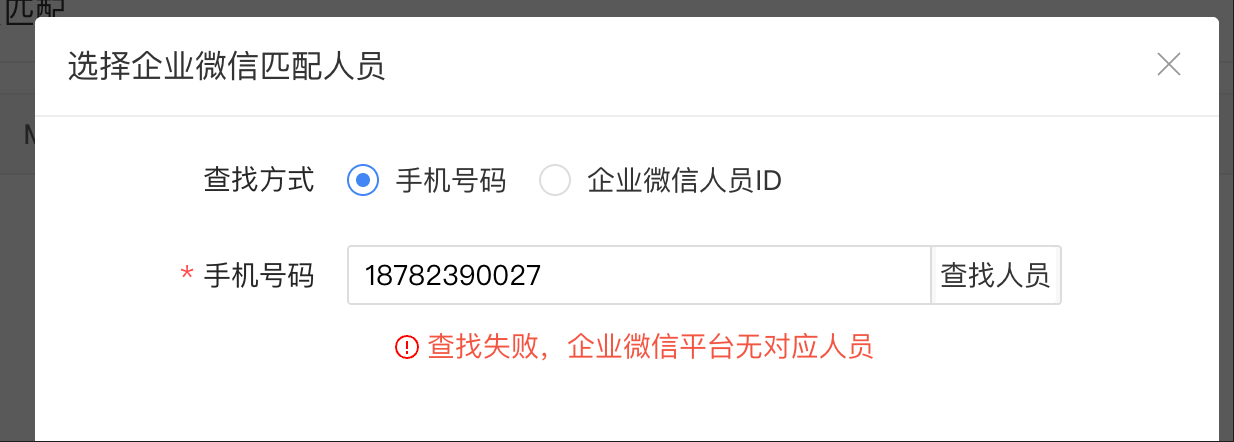 匹配
选择企业微信匹配人员
查找方式 手机号码 企业微信人员ID
* 手机号码 18782390027 查找人员
查找失败，企业微信平台无对应人员